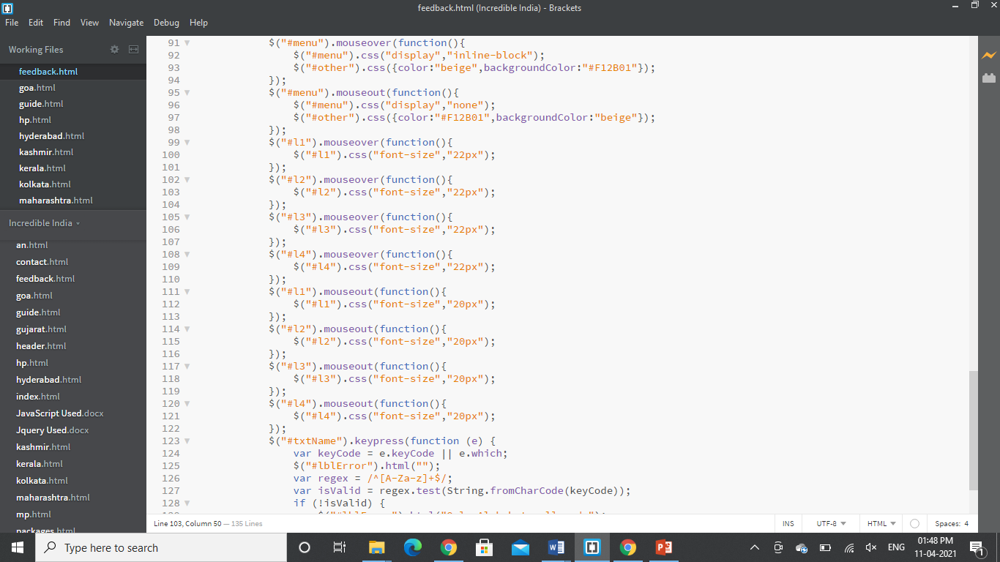 feedback.html (Incredible India) - Brackets
File Edit Find View Navigate Debug Help
Working Files
feedback.html
goa.html
guide.html
hp.html
hyderabad.html
kashmir.html
kerala.html
kolkata.html
maharashtra.html
Incredible India
an.html
contact.html
feedback.html
goa.html
guide.html
gujarat.html
header.html
hp.html
hyderabad.html
index.html
JavaScript Used.docx
Jquery Used.docx
kashmir.html
kerala.html
kolkata.html
maharashtra.html
mp.html
packages.html
91 $("#menu").mouseover(function(){
92 $("#menu").css("display","inline-block");
93 $("#other").css({color:"beige",backgroundColor:"#F12B01"});
94 });
95 $("#menu").mouseout(function(){
96 $("#menu").css("display","none");
97 $("#other").css({color:"#F12B01",backgroundColor:"beige"});
98 });
99 $("#l1").mouseover(function(){
100 $("#l1").css("font-size","22px");
101 });
102 $("#l2").mouseover(function(){
103 $("#l2").css("font-size","22px");
104 });
105 $("#l3").mouseover(function(){
106 $("#l3").css("font-size","22px");
107 });
108 $("#l4").mouseover(function(){
109 $("#l4").css("font-size","22px");
110 });
111 $("#l1").mouseout(function(){
112 $("#l1").css("font-size","20px");
113 });
114 $("#l2").mouseout(function(){
115 $("#l2").css("font-size","20px");
116 });
117 $("#l3").mouseout(function(){
118 $("#l3").css("font-size","20px");
119 });
120 $("#l4").mouseout(function(){
121 $("#l4").css("font-size","20px");
122 });
123 $("#txtName").keypress(function (e) {
124 var keyCode = e.keyCode || e.which;
125 $("#lblError").html("");
126 var regex = /^[A-Za-z]+$/;
127 var isValid = regex.test(String.fromCharCode(keyCode));
128 if (!isValid) {
Line 103, Column 50 — 135 Lines
INS UTF-8 HTML Spaces: 4
Type here to search
ENG
01:48 PM
11-04-2021
1